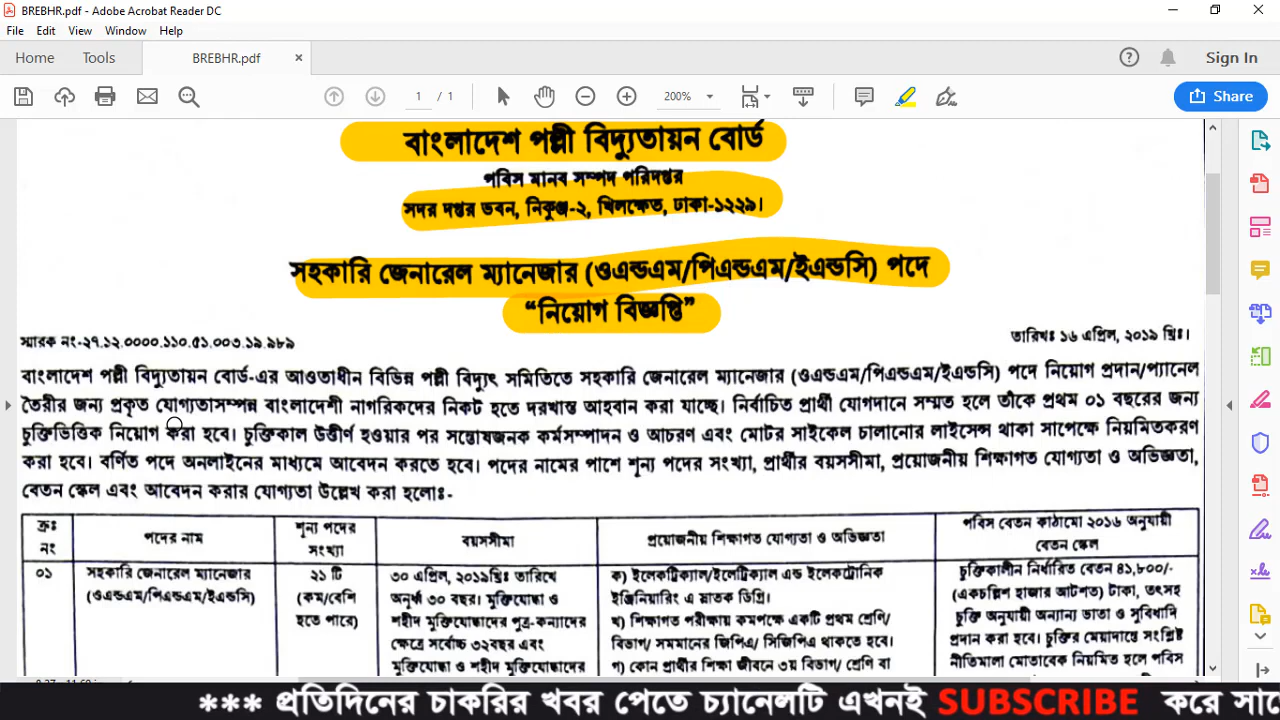 BREBHR.pdf - Adobe Acrobat Reader DC
File Edit View Window Help
Home Tools BREBHR.pdf × Sign In
1 / 1 200% Share
বাংলাদেশ পল্লী বিদ্যুতায়ন বোর্ড
পবিস মানব সম্পদ পরিদপ্তর
সদর দপ্তর ভবন, নিকুঞ্জ-২, খিলক্ষেত, ঢাকা-১২২৯।
সহকারি জেনারেল ম্যানেজার (ওএন্ডএম/পিএন্ডএম/ইএন্ডসি) পদে
“নিয়োগ বিজ্ঞপ্তি”
স্মারক নং-২৭.১২.০০০০.১১০.৫১.০০৩.১৯.৯৮৯ তারিখঃ ১৬ এপ্রিল, ২০১৯ খ্রিঃ।
বাংলাদেশ পল্লী বিদ্যুতায়ন বোর্ড-এর আওতাধীন বিভিন্ন পল্লী বিদ্যুৎ সমিতিতে সহকারি জেনারেল ম্যানেজার (ওএন্ডএম/পিএন্ডএম/ইএন্ডসি) পদে নিয়োগ প্রদান/প্যানেল
তৈরীর জন্য প্রকৃত যোগ্যতাসম্পন্ন বাংলাদেশী নাগরিকদের নিকট হতে দরখাস্ত আহবান করা যাচ্ছে। নির্বাচিত প্রার্থী যোগদানে সম্মত হলে তাঁকে প্রথম ০১ বছরের জন্য
চুক্তিভিত্তিক নিয়োগ করা হবে। চুক্তিকাল উত্তীর্ণ হওয়ার পর সন্তোষজনক কর্মসম্পাদন ও আচরণ এবং মোটর সাইকেল চালানোর লাইসেন্স থাকা সাপেক্ষে নিয়মিতকরণ
করা হবে। বর্ণিত পদে অনলাইনের মাধ্যমে আবেদন করতে হবে। পদের নামের পাশে শূন্য পদের সংখ্যা, প্রার্থীর বয়সসীমা, প্রয়োজনীয় শিক্ষাগত যোগ্যতা ও অভিজ্ঞতা,
বেতন স্কেল এবং আবেদন করার যোগ্যতা উল্লেখ করা হলোঃ-
ক্রঃ নং
পদের নাম
শূন্য পদের সংখ্যা
বয়সসীমা
প্রয়োজনীয় শিক্ষাগত যোগ্যতা ও অভিজ্ঞতা
পবিস বেতন কাঠামো ২০১৬ অনুযায়ী
বেতন স্কেল
০১
সহকারি জেনারেল ম্যানেজার
(ওএন্ডএম/পিএন্ডএম/ইএন্ডসি)
২১ টি
(কম/বেশি
হতে পারে)
৩০ এপ্রিল, ২০১৯খ্রিঃ তারিখে
অনুর্ধ্ব ৩০ বছর। মুক্তিযোদ্ধা ও
শহীদ মুক্তিযোদ্ধাদের পুত্র-কন্যাদের
ক্ষেত্রে সর্বোচ্চ ৩২বছর এবং
মুক্তিযোদ্ধা ও শহীদ মুক্তিযোদ্ধাদের
ক) ইলেকট্রিক্যাল/ইলেট্রিক্যাল এন্ড ইলেকট্রোনিক
ইঞ্জিনিয়ারিং এ স্নাতক ডিগ্রি।
খ) শিক্ষাগত পরীক্ষায় কমপক্ষে একটি প্রথম শ্রেণি/
বিভাগ/ সমমানের জিপিএ/ সিজিপিএ থাকতে হবে।
গ) কোন প্রার্থীর শিক্ষা জীবনে ৩য় বিভাগ/ শ্রেণি বা
চুক্তিকালীন নির্ধারিত বেতন ৪১,৮০০/-
(একচল্লিশ হাজার আটশত) টাকা, তৎসহ
চুক্তি অনুযায়ী অন্যান্য ভাতা ও সুবিধাদি
প্রদান করা হবে। চুক্তির মেয়াদান্তে সংশ্লিষ্ট
নীতিমালা মোতাবেক নিয়মিত হলে পবিস
*** প্রতিদিনের চাকরির খবর পেতে চ্যানেলটি এখনই SUBSCRIBE করে